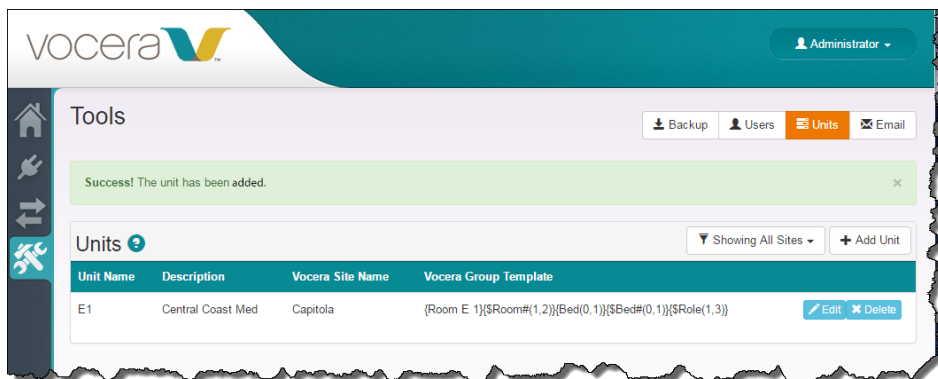 vocera
Administrator
Tools
Backup Users Units Email
Success! The unit has been added.
Units
Showing All Sites + Add Unit
Unit Name Description Vocera Site Name Vocera Group Template
E1 Central Coast Med Capitola {Room E 1}{$Room#(1,2)}{Bed(0,1)}{$Bed#(0,1)}{$Role(1,3)} Edit Delete